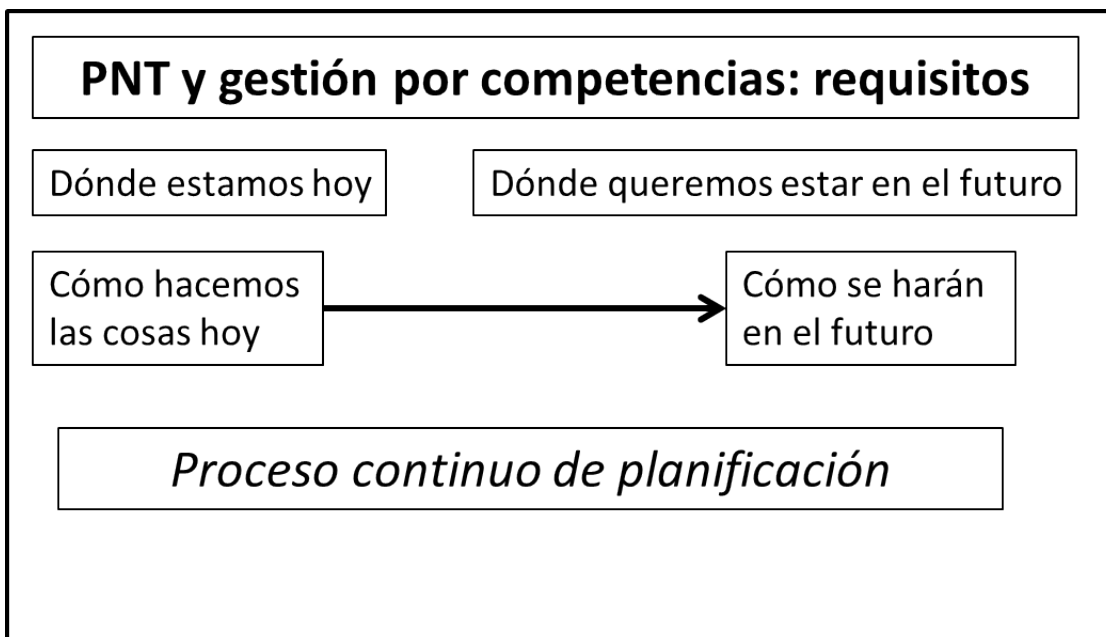 PNT y gestión por competencias: requisitos
Dónde estamos hoy
Dónde queremos estar en el futuro
Cómo hacemos
las cosas hoy
Cómo se harán
en el futuro
Proceso continuo de planificación